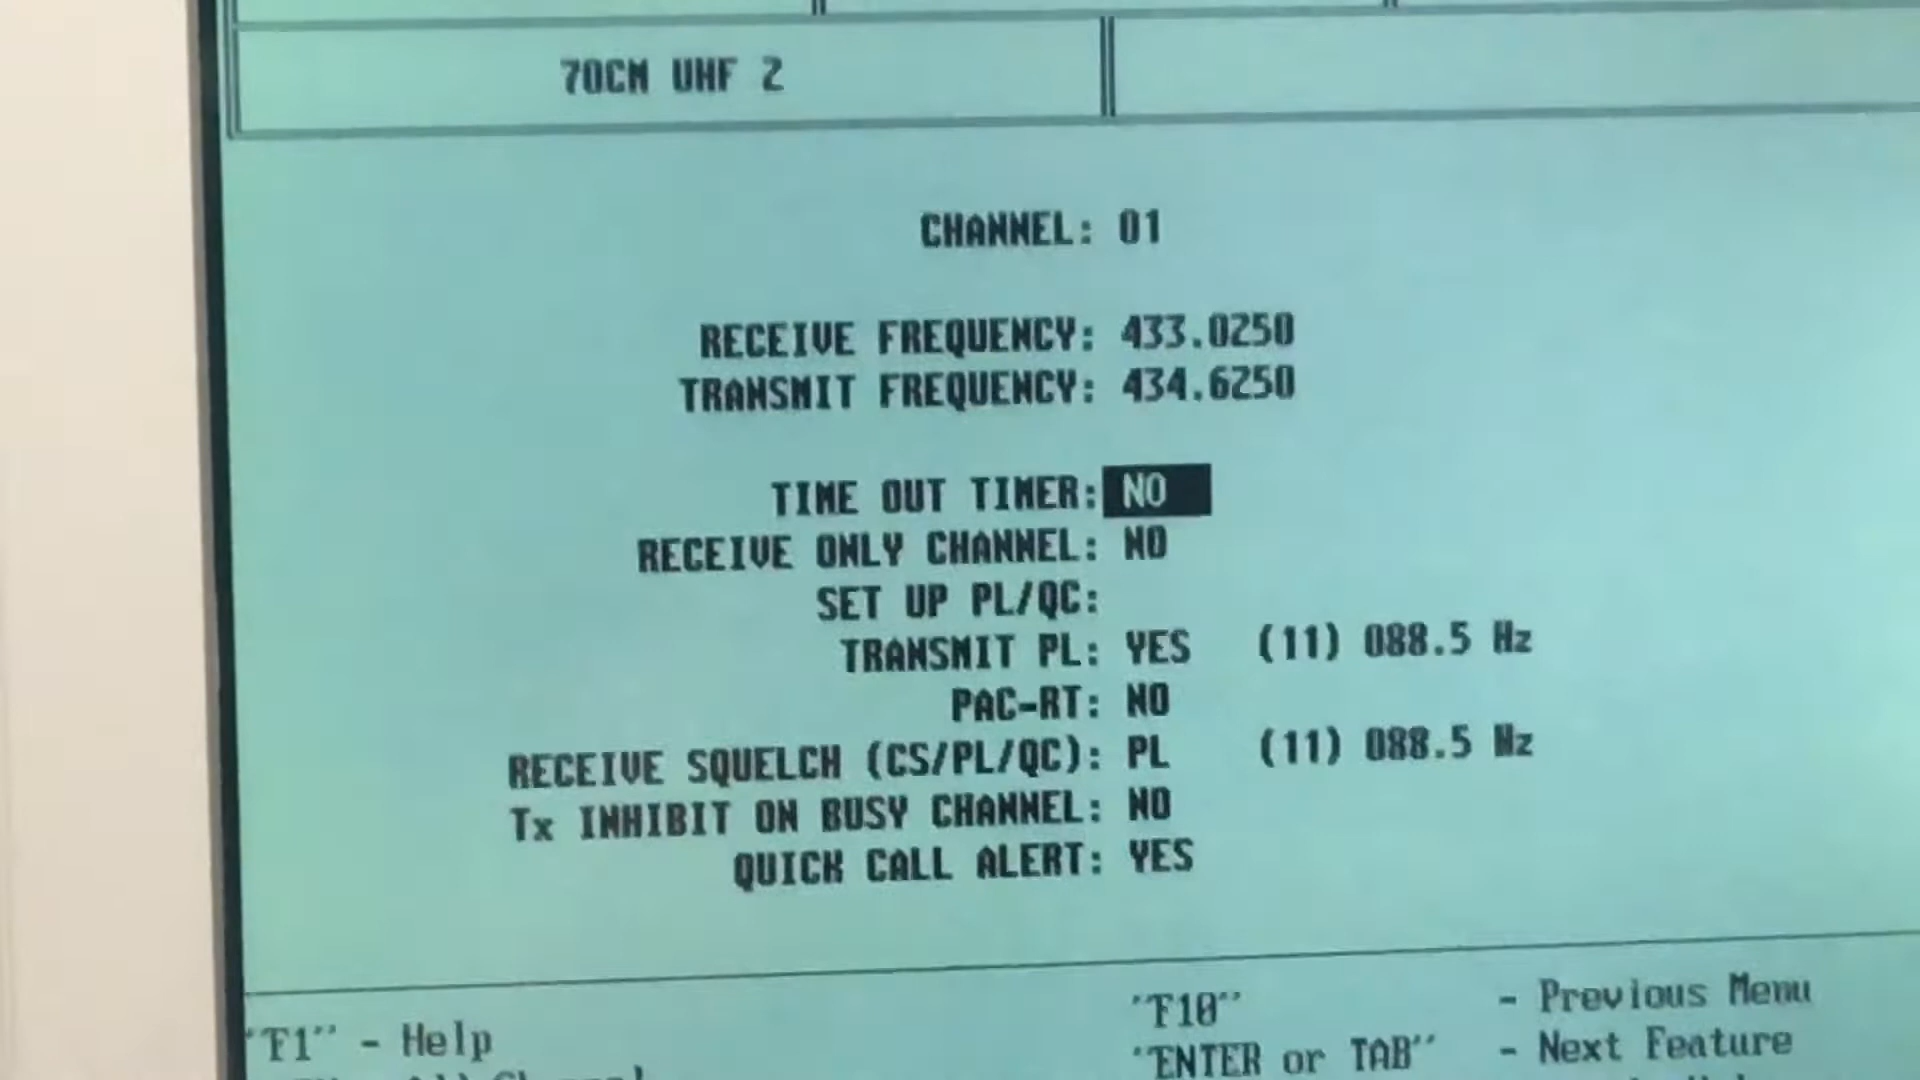 70CM UHF 2
CHANNEL: 01
RECEIVE FREQUENCY: 433.0250
TRANSMIT FREQUENCY: 434.6250
TIME OUT TIMER: NO
RECEIVE ONLY CHANNEL: NO
SET UP PL/QC:
TRANSMIT PL: YES (11) 088.5 Hz
PAC-RT: NO
RECEIVE SQUELCH (CS/PL/QC): PL (11) 088.5 Hz
Tx INHIBIT ON BUSY CHANNEL: NO
QUICK CALL ALERT: YES
"F1" - Help
"F10" - Previous Menu
"ENTER or TAB" - Next Feature